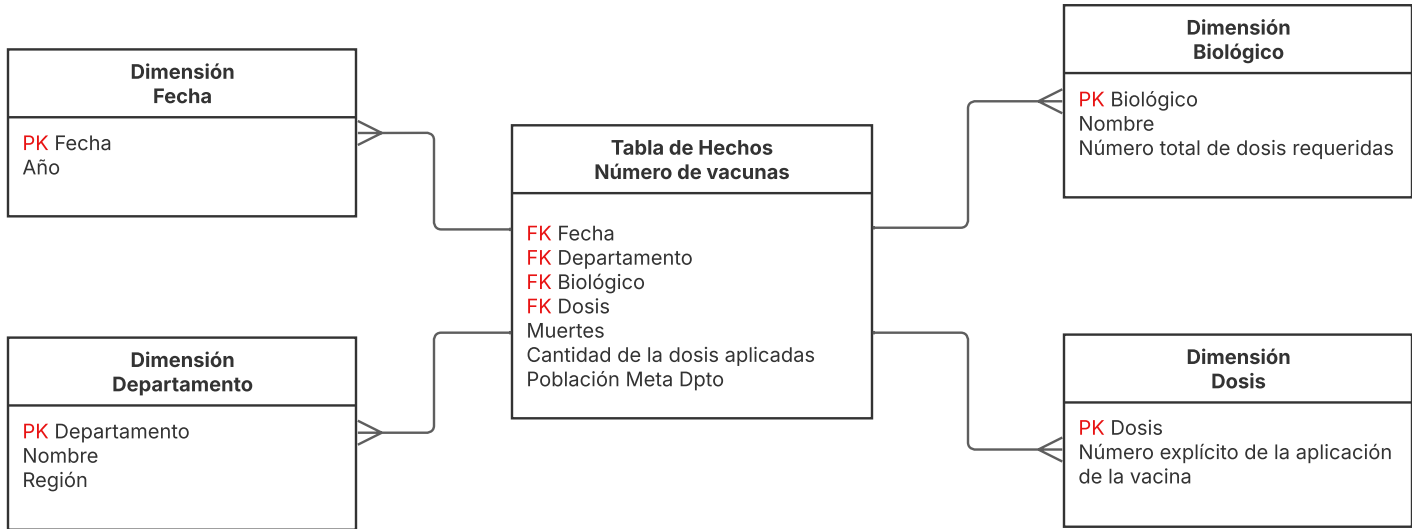 Dimensión
Fecha
PK Fecha
Año
Dimensión
Departamento
PK Departamento
Nombre
Región
Tabla de Hechos
Número de vacunas
FK Fecha
FK Departamento
FK Biológico
FK Dosis
Muertes
Cantidad de la dosis aplicadas
Población Meta Dpto
Dimensión
Biológico
PK Biológico
Nombre
Número total de dosis requeridas
Dimensión
Dosis
PK Dosis
Número explícito de la aplicación
de la vacina